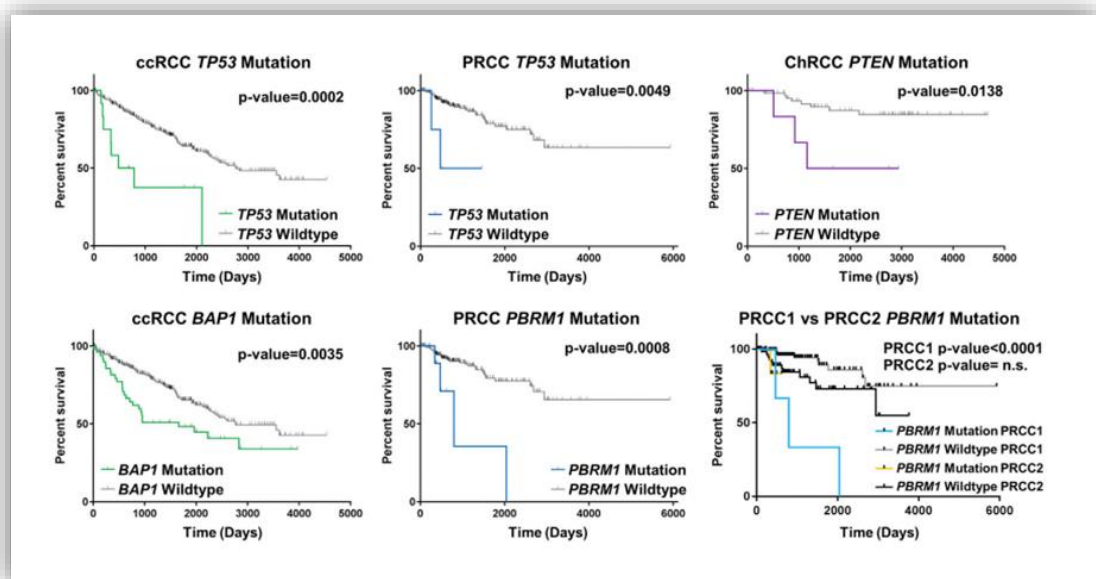 ccRCC TP53 Mutation
p-value=0.0002
Percent survival
100
50
0
TP53 Mutation
TP53 Wildtype
0 1000 2000 3000 4000 5000
Time (Days)
PRCC TP53 Mutation
p-value=0.0049
Percent survival
100
50
0
TP53 Mutation
TP53 Wildtype
0 2000 4000 6000
Time (Days)
ChRCC PTEN Mutation
p-value=0.0138
Percent survival
100
50
0
PTEN Mutation
PTEN Wildtype
0 1000 2000 3000 4000 5000
Time (Days)
ccRCC BAP1 Mutation
p-value=0.0035
Percent survival
100
50
0
BAP1 Mutation
BAP1 Wildtype
0 1000 2000 3000 4000 5000
Time (Days)
PRCC PBRM1 Mutation
p-value=0.0008
Percent survival
100
50
0
PBRM1 Mutation
PBRM1 Wildtype
0 2000 4000 6000
Time (Days)
PRCC1 vs PRCC2 PBRM1 Mutation
PRCC1 p-value<0.0001
PRCC2 p-value= n.s.
Percent survival
100
50
0
PBRM1 Mutation PRCC1
PBRM1 Wildtype PRCC1
PBRM1 Mutation PRCC2
PBRM1 Wildtype PRCC2
0 2000 4000 6000
Time (Days)